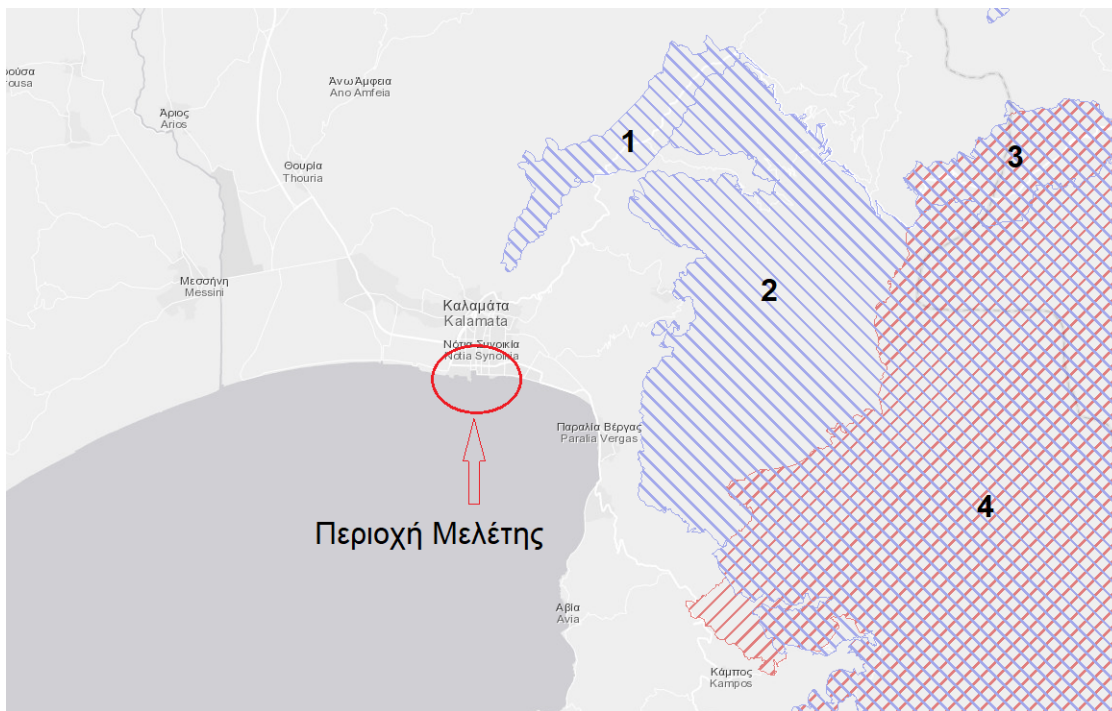 ρούσα
ousa
Άνω Άμφεια
Ano Amfeia
Άριος
Arios
1
3
Θουρία
Thouria
Μεσσήνη
Messini
2
Καλαμάτα
Kalamata
Νότια Συνοικία
Notia Synoikia
Παραλία Βέργας
Paralia Vergas
4
Περιοχή Μελέτης
Αβία
Avia
Κάμπος
Kampos